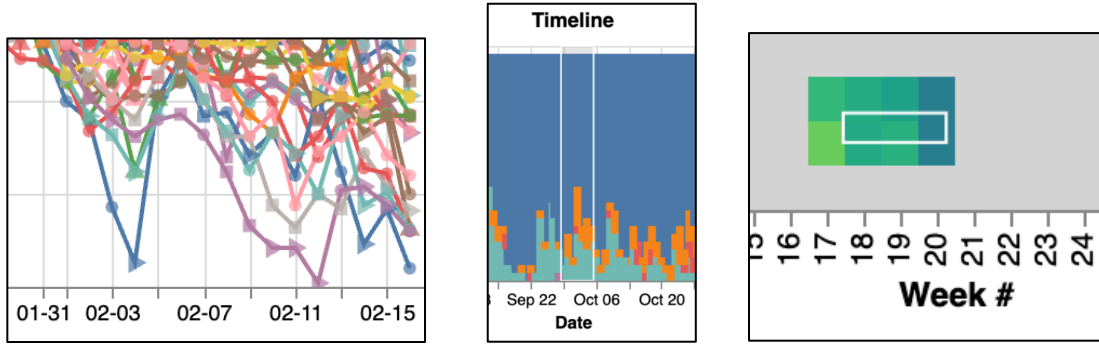 01-31 02-03 02-07 02-11 02-15
Timeline
Sep 22 Oct 06 Oct 20
Date
16 17 18 19 20 21 22 23 24
Week #